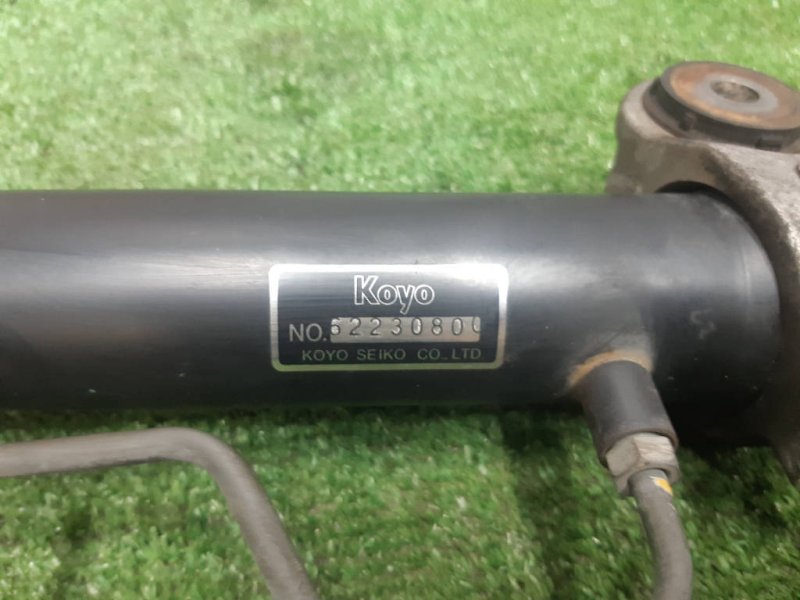 Koyo
NO. 62230800
KOYO SEIKO CO.,LTD